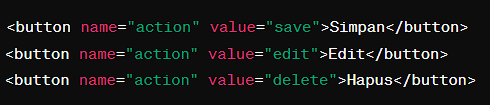 <button name="action" value="save">Simpan</button>
<button name="action" value="edit">Edit</button>
<button name="action" value="delete">Hapus</button>